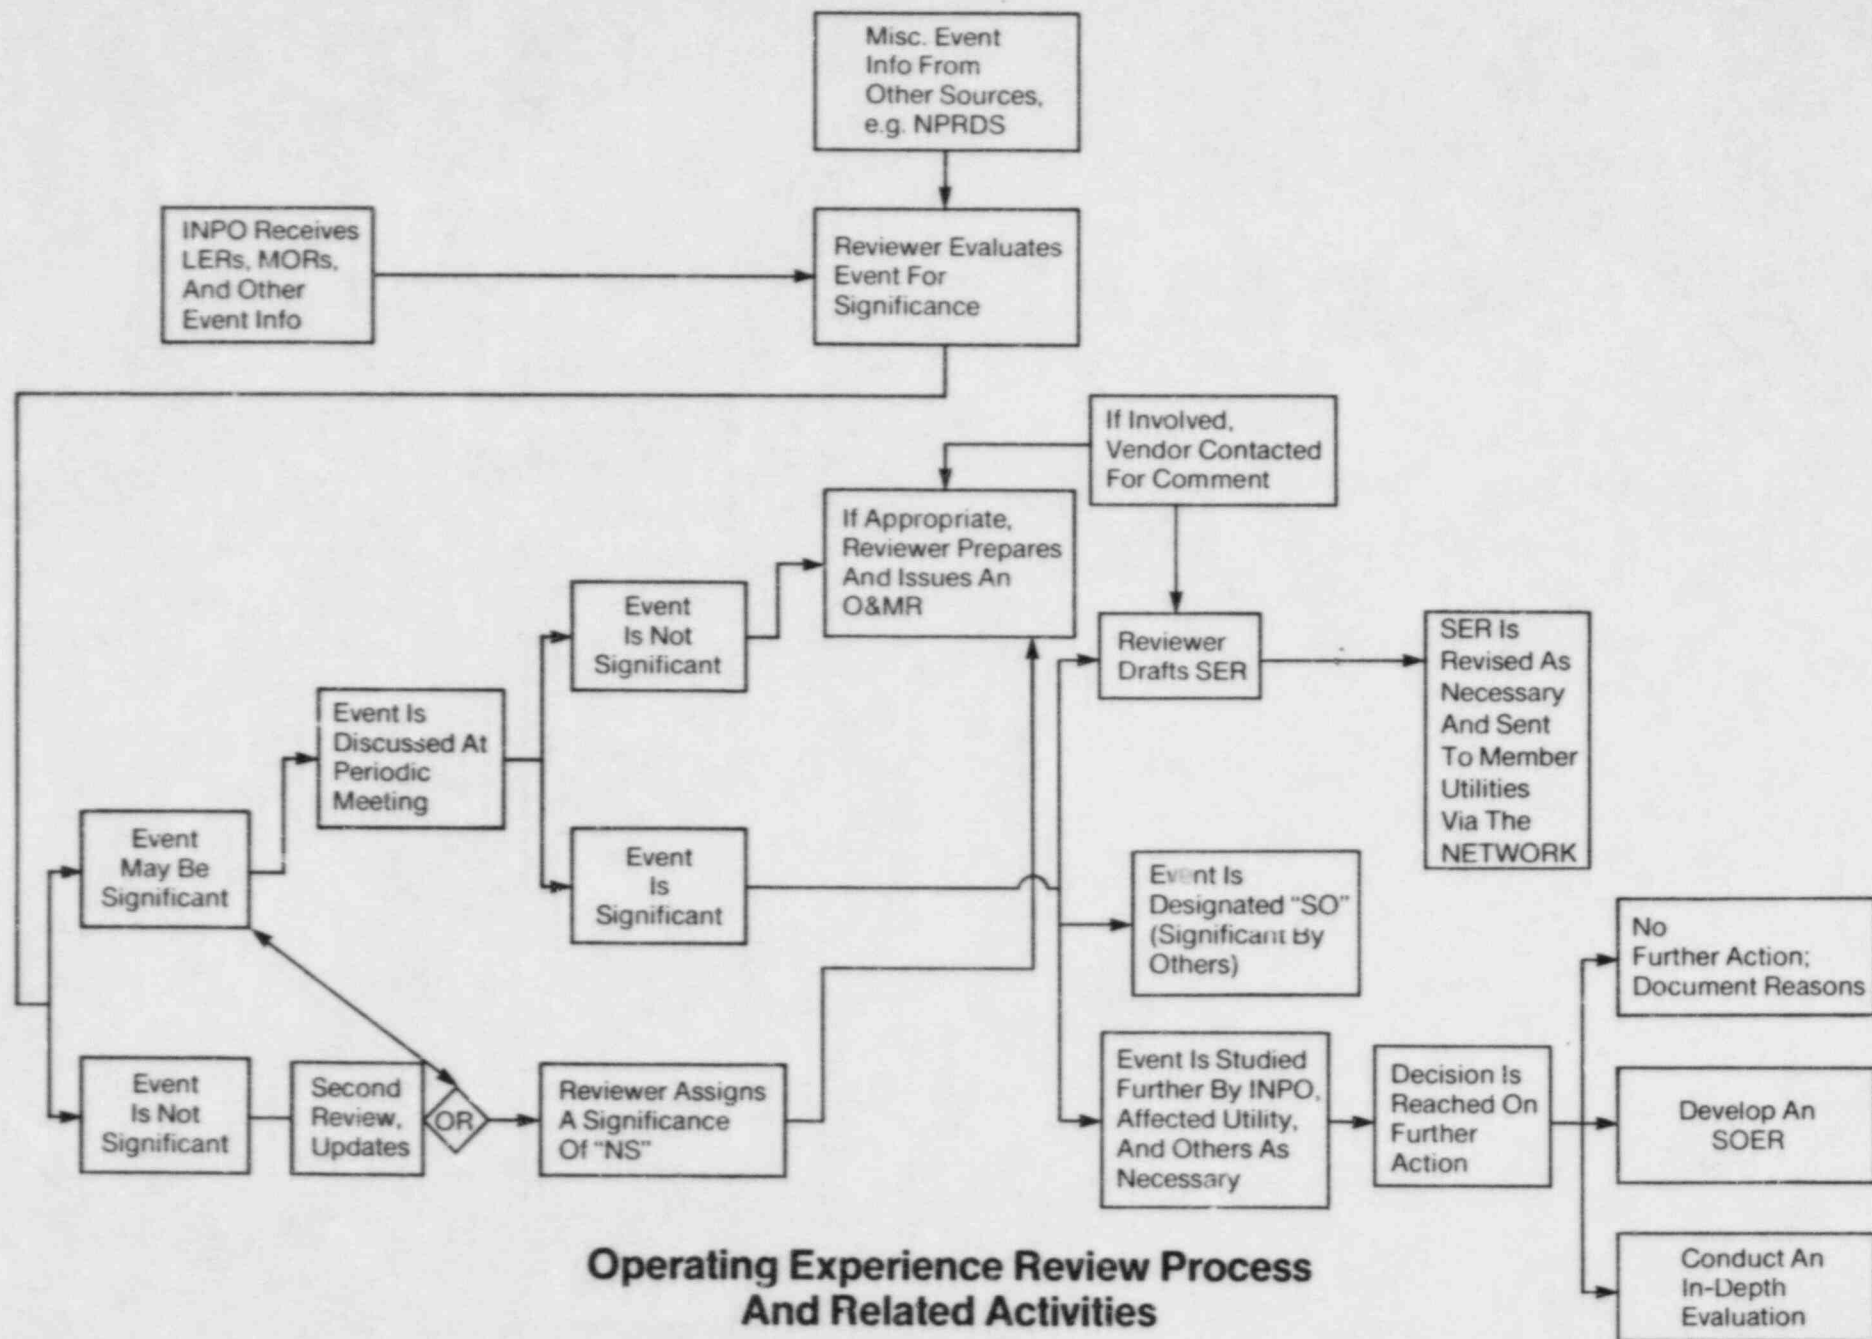 Misc. Event
Info From
Other Sources,
e.g. NPRDS
INPO Receives
LERs, MORs,
And Other
Event Info
Reviewer Evaluates
Event For
Significance
If Involved,
Vendor Contacted
For Comment
If Appropriate,
Reviewer Prepares
And Issues An
O&MR
Event
Is Not
Significant
Reviewer
Drafts SER
SER Is
Revised As
Necessary
And Sent
To Member
Utilities
Via The
NETWORK
Event Is
Discussed At
Periodic
Meeting
Event
May Be
Significant
Event
Is
Significant
Event Is
Designated “SO”
(Significant By
Others)
No
Further Action;
Document Reasons
Event
Is Not
Significant
Second
Review,
Updates
OR
Reviewer Assigns
A Significance
Of “NS”
Event Is Studied
Further By INPO,
Affected Utility,
And Others As
Necessary
Decision Is
Reached On
Further
Action
Develop An
SOER
Conduct An
In-Depth
Evaluation
Operating Experience Review Process
And Related Activities